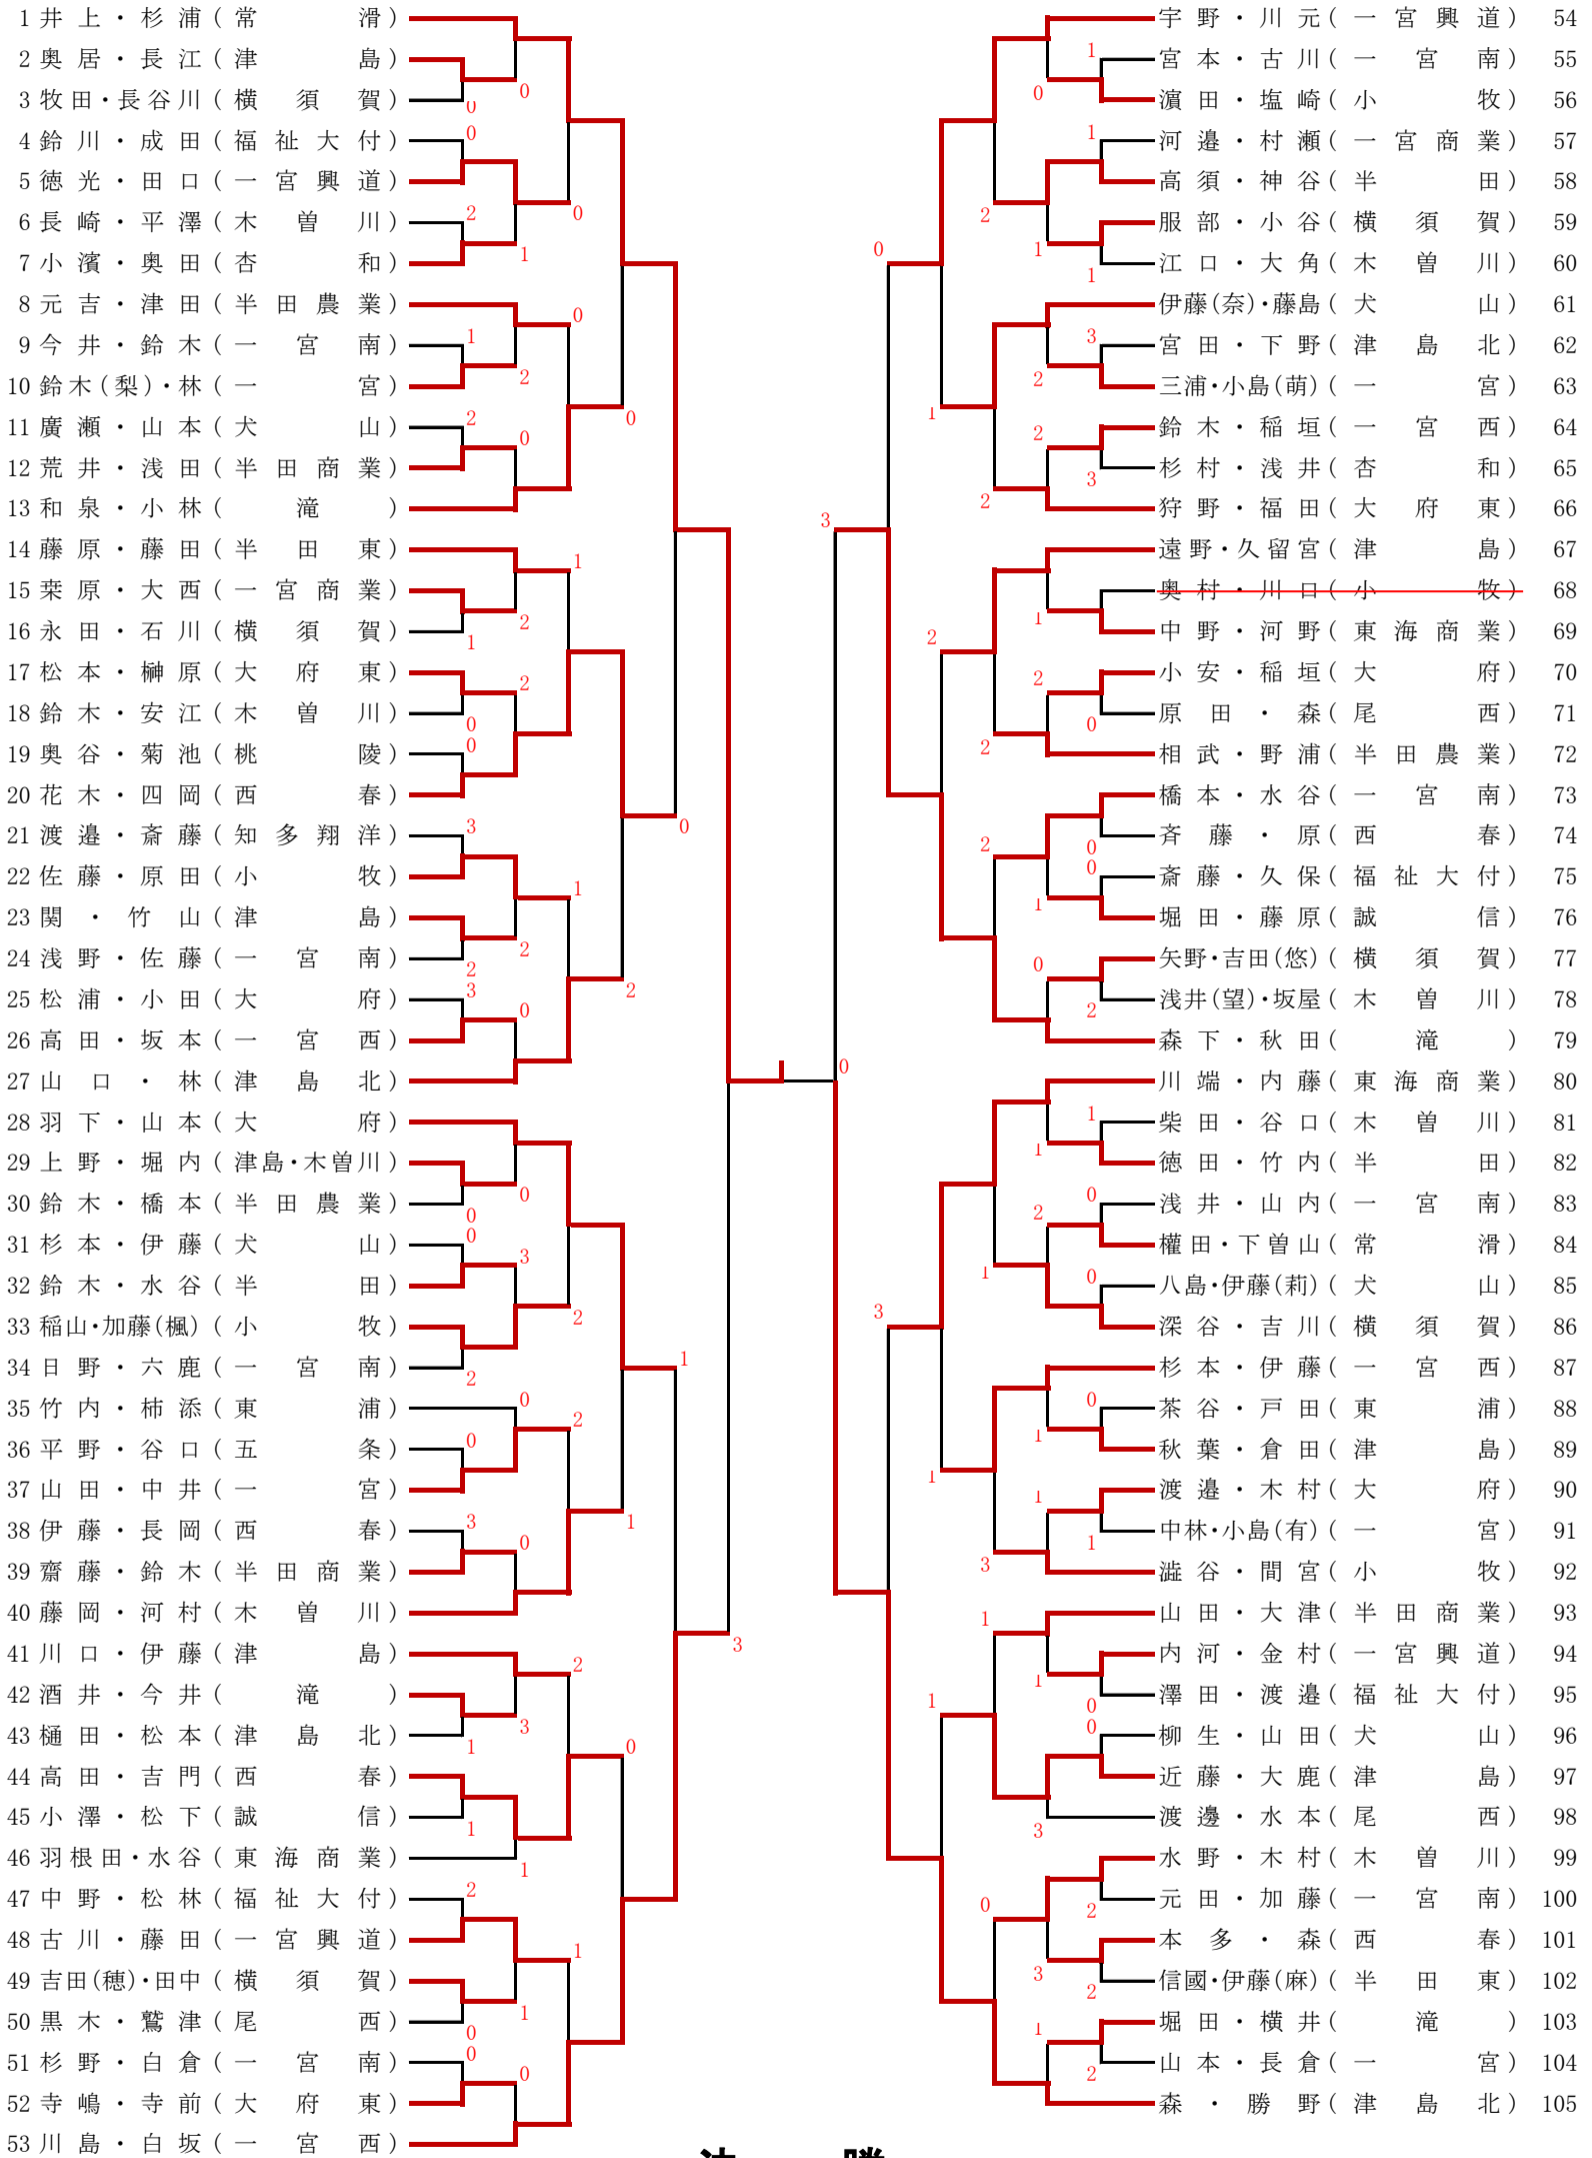 1 井上・杉浦(常滑)
2 奥居・長江(津島)
3 牧田・長谷川(横須賀)
4 鈴川・成田(福祉大付)
5 徳光・田口(一宮興道)
6 長崎・平澤(木曽川)
7 小濱・奥田(杏和)
8 元吉・津田(半田農業)
9 今井・鈴木(一宮南)
10 鈴木(梨)・林(一宮)
11 廣瀬・山本(犬山)
12 荒井・浅田(半田商業)
13 和泉・小林(滝)
14 藤原・藤田(半田東)
15 栞原・大西(一宮商業)
16 永田・石川(横須賀)
17 松本・榊原(大府東)
18 鈴木・安江(木曽川)
19 奥谷・菊池(桃陵)
20 花木・四岡(西春)
21 渡邉・斎藤(知多翔洋)
22 佐藤・原田(小牧)
23 関・竹山(津島)
24 浅野・佐藤(一宮南)
25 松浦・小田(大府)
26 高田・坂本(一宮西)
27 山口・林(津島北)
28 羽下・山本(大府)
29 上野・堀内(津島・木曽川)
30 鈴木・橋本(半田農業)
31 杉本・伊藤(犬山)
32 鈴木・水谷(半田)
33 稲山・加藤(楓)(小牧)
34 日野・六鹿(一宮南)
35 竹内・柿添(東浦)
36 平野・谷口(五条)
37 山田・中井(一宮)
38 伊藤・長岡(西春)
39 齋藤・鈴木(半田商業)
40 藤岡・河村(木曽川)
41 川口・伊藤(津島)
42 酒井・今井(滝)
43 樋田・松本(津島北)
44 高田・吉門(西春)
45 小澤・松下(誠信)
46 羽根田・水谷(東海商業)
47 中野・松林(福祉大付)
48 古川・藤田(一宮興道)
49 吉田(穂)・田中(横須賀)
50 黒木・鷲津(尾西)
51 杉野・白倉(一宮南)
52 寺嶋・寺前(大府東)
53 川島・白坂(一宮西)
宇野・川元(一宮興道) 54
宮本・古川(一宮南) 55
濵田・塩崎(小牧) 56
河邉・村瀬(一宮商業) 57
高須・神谷(半田) 58
服部・小谷(横須賀) 59
江口・大角(木曽川) 60
伊藤(奈)・藤島(犬山) 61
宮田・下野(津島北) 62
三浦・小島(萌)(一宮) 63
鈴木・稲垣(一宮西) 64
杉村・浅井(杏和) 65
狩野・福田(大府東) 66
遠野・久留宮(津島) 67
奥村・川口(小牧) 68
中野・河野(東海商業) 69
小安・稲垣(大府) 70
原田・森(尾西) 71
相武・野浦(半田農業) 72
橋本・水谷(一宮南) 73
斉藤・原(西春) 74
斎藤・久保(福祉大付) 75
堀田・藤原(誠信) 76
矢野・吉田(悠)(横須賀) 77
浅井(望)・坂屋(木曽川) 78
森下・秋田(滝) 79
川端・内藤(東海商業) 80
柴田・谷口(木曽川) 81
徳田・竹内(半田) 82
浅井・山内(一宮南) 83
權田・下曽山(常滑) 84
八島・伊藤(莉)(犬山) 85
深谷・吉川(横須賀) 86
杉本・伊藤(一宮西) 87
茶谷・戸田(東浦) 88
秋葉・倉田(津島) 89
渡邉・木村(大府) 90
中林・小島(有)(一宮) 91
澁谷・間宮(小牧) 92
山田・大津(半田商業) 93
内河・金村(一宮興道) 94
澤田・渡邉(福祉大付) 95
柳生・山田(犬山) 96
近藤・大鹿(津島) 97
渡邊・水本(尾西) 98
水野・木村(木曽川) 99
元田・加藤(一宮南) 100
本多・森(西春) 101
信國・伊藤(麻)(半田東) 102
堀田・横井(滝) 103
山本・長倉(一宮) 104
森・勝野(津島北) 105